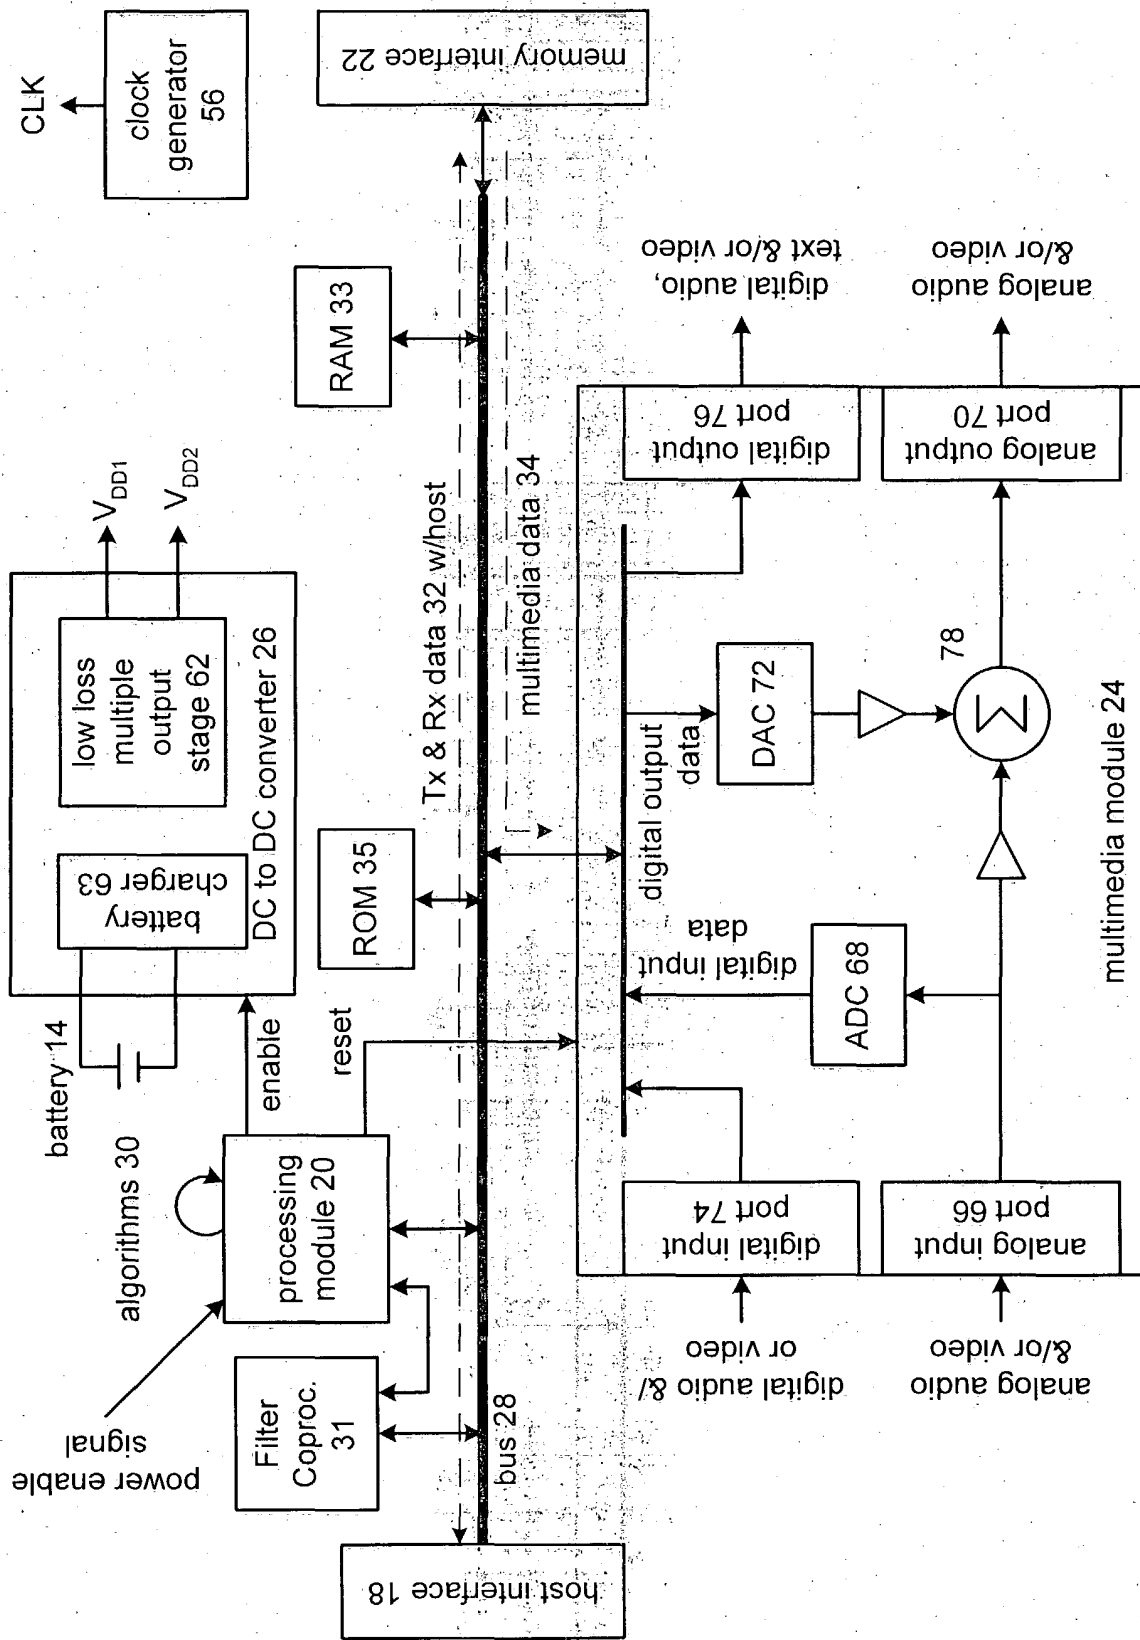 CLK
clock
generator
56
memory interface 22
RAM 33
V DD1
V DD2
low loss
multiple
output
stage 62
battery
charger 63
DC to DC converter 26
battery 14
enable
reset
algorithms 30
processing
module 20
power enable
signal
Filter
Coproc.
31
ROM 35
Tx & Rx data 32 w/host
multimedia data 34
bus 28
host interface 18
digital audio,
text &/or video
digital output
port 76
analog audio
&/or video
analog output
port 70
digital output
data
DAC 72
78
Σ
digital input
data
ADC 68
digital input
port 74
digital audio &/
or video
analog input
port 66
analog audio
&/or video
multimedia module 24